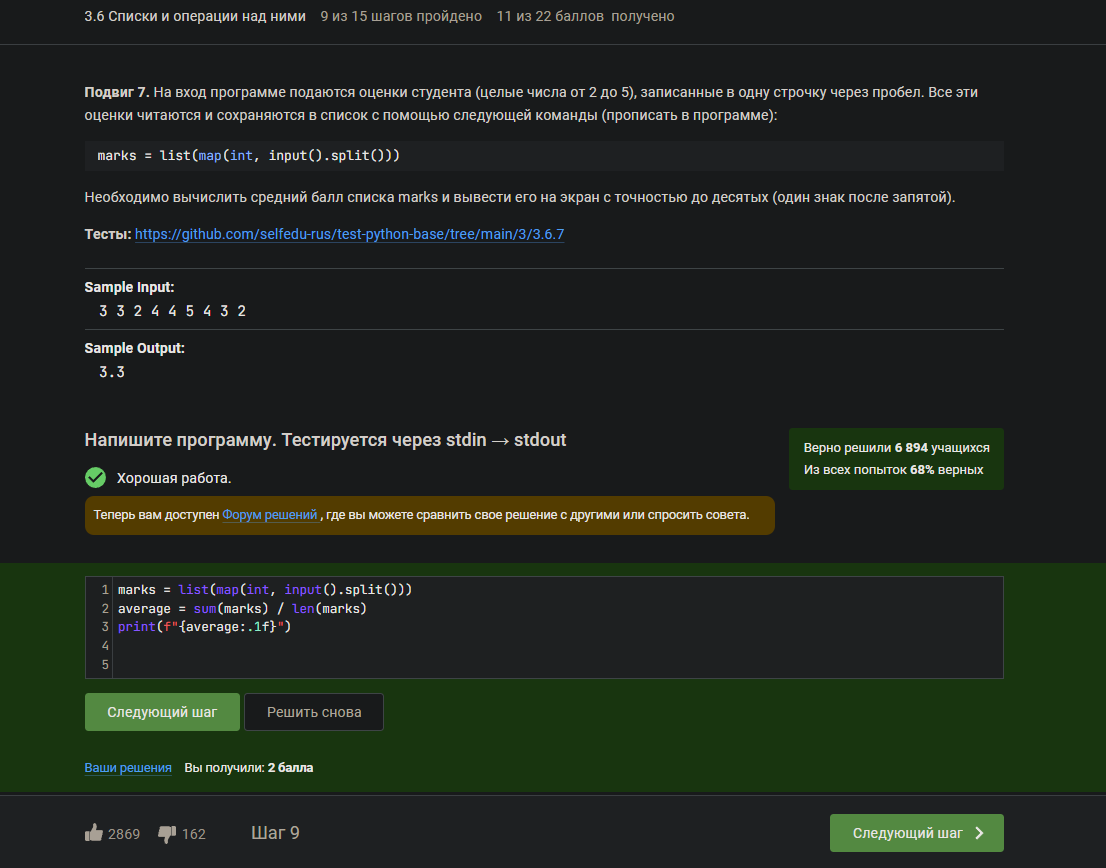 3.6 Списки и операции над ними 9 из 15 шагов пройдено 11 из 22 баллов получено
Подвиг 7. На вход программе подаются оценки студента (целые числа от 2 до 5), записанные в одну строчку через пробел. Все эти
оценки читаются и сохраняются в список с помощью следующей команды (прописать в программе):
marks = list(map(int, input().split()))
Необходимо вычислить средний балл списка marks и вывести его на экран с точностью до десятых (один знак после запятой).
Тесты: https://github.com/selfedu-rus/test-python-base/tree/main/3/3.6.7
Sample Input:
3 3 2 4 4 5 4 3 2
Sample Output:
3.3
Напишите программу. Тестируется через stdin → stdout
Верно решили 6 894 учащихся
Из всех попыток 68% верных
Хорошая работа.
Теперь вам доступен Форум решений , где вы можете сравнить свое решение с другими или спросить совета.
1 marks = list(map(int, input().split()))
2 average = sum(marks) / len(marks)
3 print(f"{average:.1f}")
4
5
Следующий шаг Решить снова
Ваши решения Вы получили: 2 балла
2869 162 Шаг 9 Следующий шаг